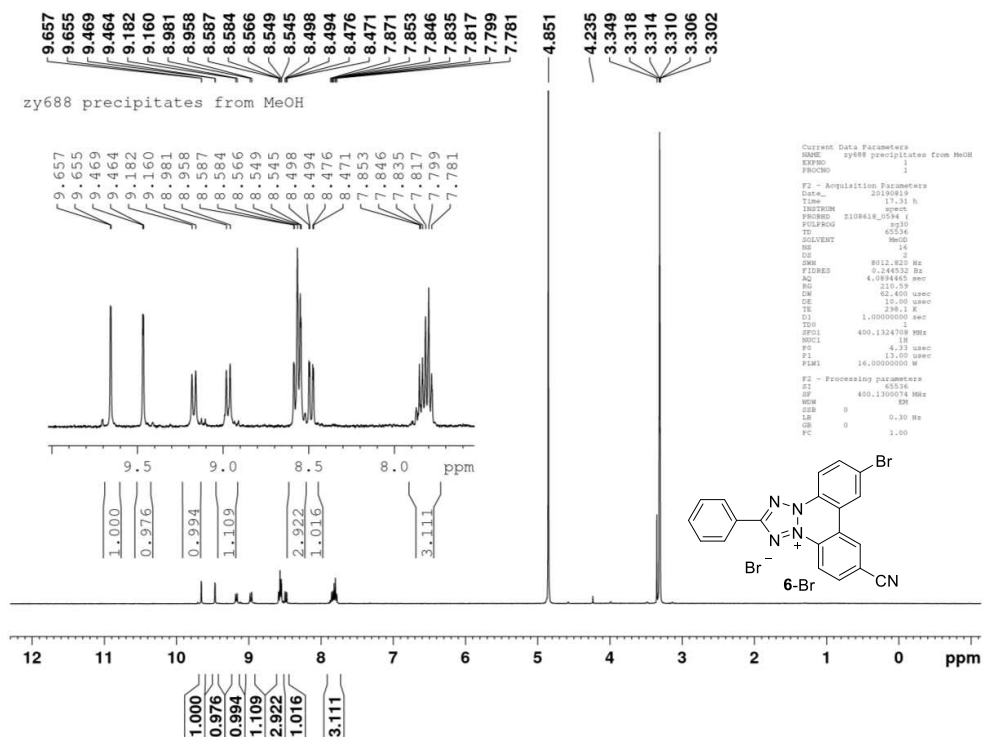 9.657
9.655
9.469
9.464
9.182
9.160
8.981
8.958
8.587
8.584
8.566
8.549
8.545
8.498
8.494
8.476
8.471
7.871
7.853
7.846
7.835
7.817
7.799
7.781
4.851
4.235
3.349
3.318
3.314
3.310
3.306
3.302
zy688 precipitates from MeOH
9.657
9.655
9.469
9.464
9.182
9.160
8.981
8.958
8.587
8.584
8.566
8.549
8.545
8.498
8.494
8.476
8.471
7.853
7.846
7.835
7.817
7.799
7.781
9.5 9.0 8.5 8.0 ppm
1.000
0.976
0.994
1.109
2.922
1.016
3.111
Current Data Parameters
NAME zy688 precipitates from MeOH
EXPNO 1
PROCNO 1
F2 - Acquisition Parameters
Date_ 20190819
Time 17.31 h
INSTRUM spect
PROBHD Z108618_0594 (
PULPROG zg30
TD 65536
SOLVENT MeOD
NS 16
DS 2
SWH 8012.820 Hz
FIDRES 0.244532 Hz
AQ 4.0894465 sec
RG 210.59
DW 62.400 usec
DE 10.00 usec
TE 298.1 K
D1 1.00000000 sec
TD0 1
SFO1 400.1324708 MHz
NUC1 1H
P0 4.33 usec
P1 13.00 usec
PLW1 16.00000000 W
F2 - Processing parameters
SI 65536
SF 400.1300074 MHz
WDW EM
SSB 0
LB 0.30 Hz
GB 0
PC 1.00
Br
N
N
N
N
+
Br −
CN
6-Br
12 11 10 9 8 7 6 5 4 3 2 1 0 ppm
1.000
0.976
0.994
1.109
2.922
1.016
3.111